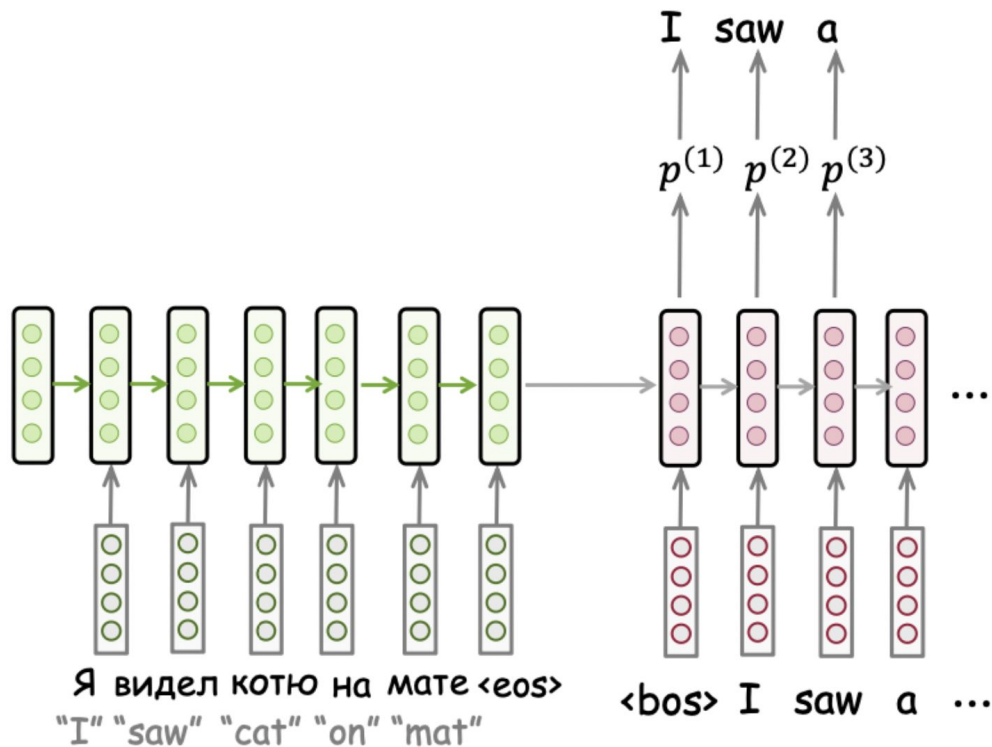 I saw a
p^(1) p^(2) p^(3)
...
Я видел котю на мате <eos>
"I" "saw" "cat" "on" "mat"
<bos> I saw a ...